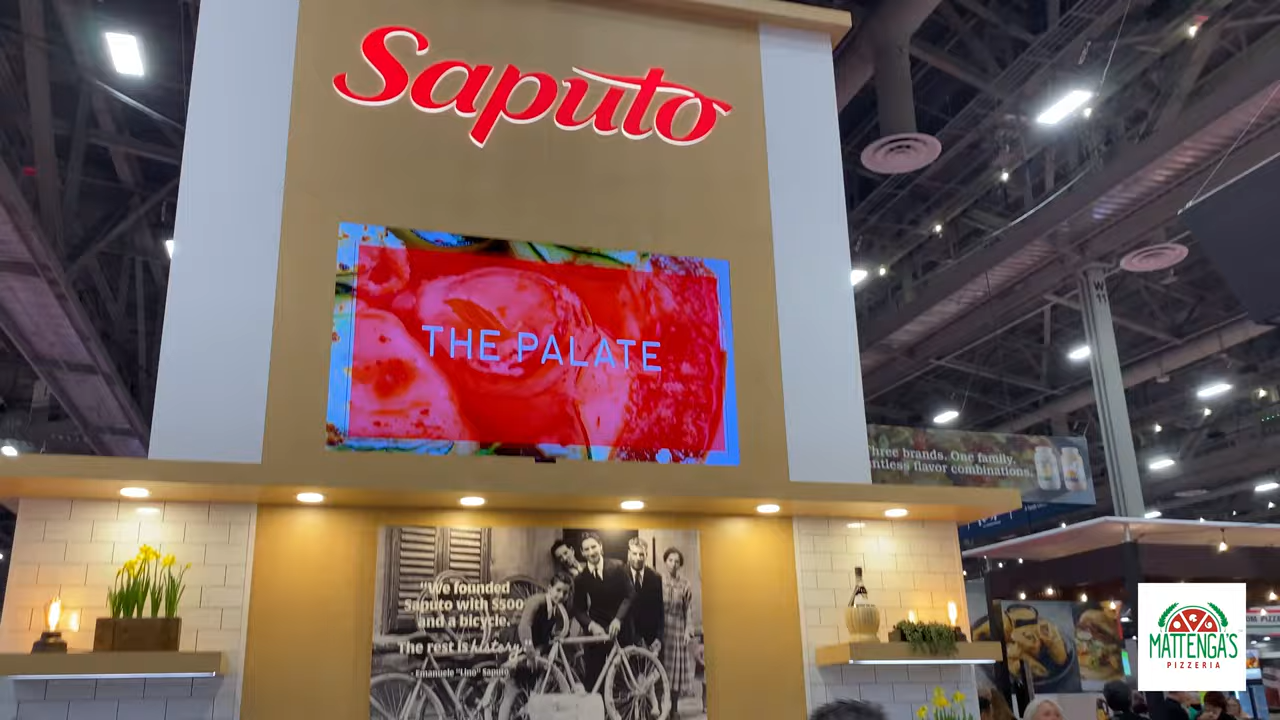 Saputo
THE PALATE
W
11
Three brands. One family.
ntless flavor combinations.
"We founded
Saputo with $500
and a bicycle.
The rest is history."
- Emanuele "Lino" Saputo
MATTENGA'S
PIZZERIA